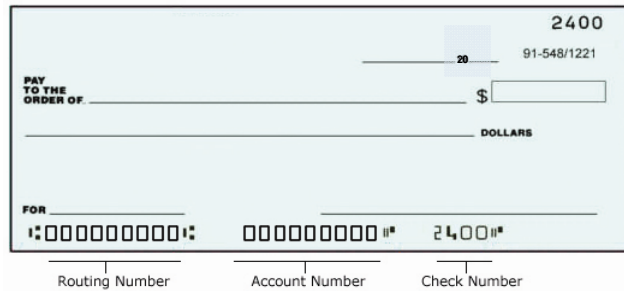 2400
20
91-548/1221
PAY
TO THE
ORDER OF
$
DOLLARS
FOR
⑆000000000⑆ 000000000⑈ 2400⑈
Routing Number Account Number Check Number